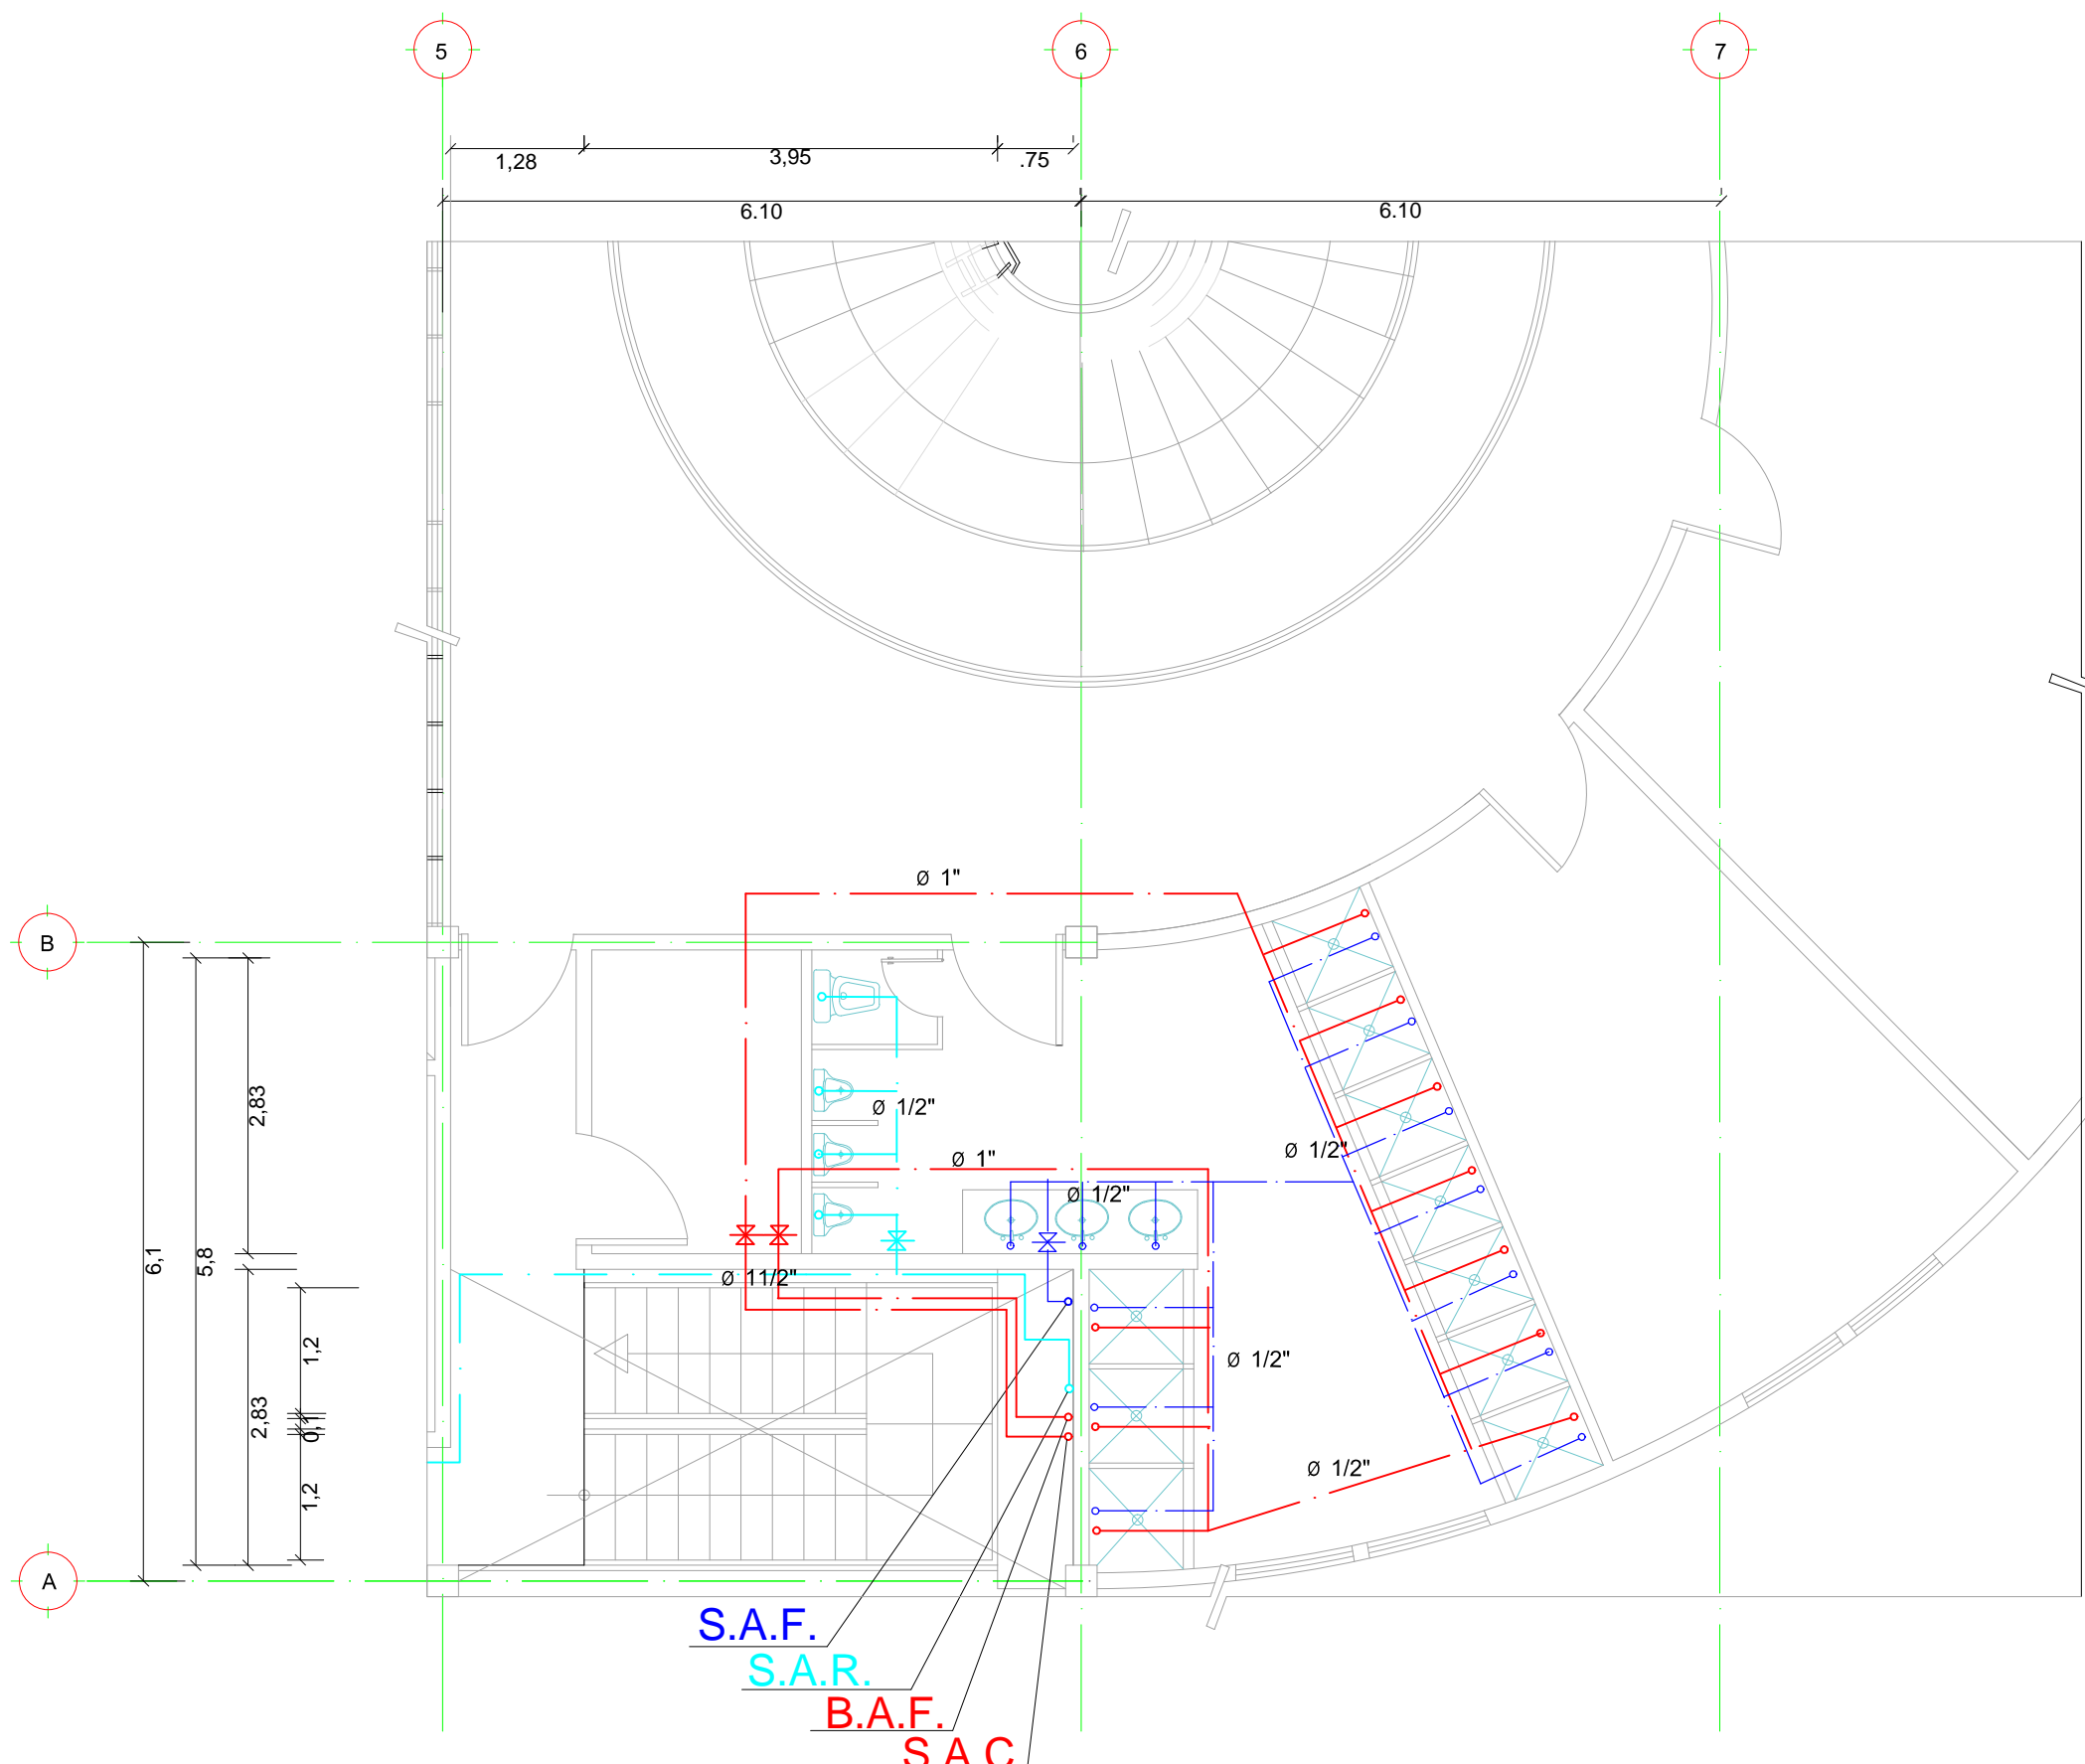 5
6
7
1,28
3,95
.75
6.10
6.10
Ø 1"
B
2,83
Ø 1/2"
Ø 1"
Ø 1/2"
Ø 1/2"
6,1
5,8
Ø 11/2"
1,2
Ø 1/2"
2,83
0,1
Ø 1/2"
1,2
A
S.A.F.
S.A.R.
B.A.F.
S.A.C